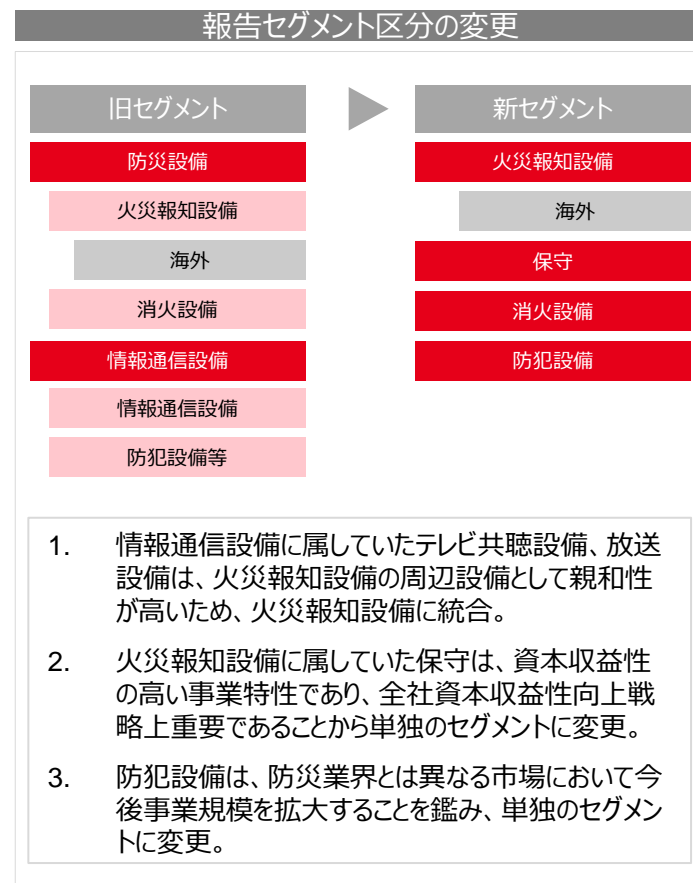 報告セグメント区分の変更
旧セグメント
防災設備
火災報知設備
海外
消火設備
情報通信設備
情報通信設備
防犯設備等
新セグメント
火災報知設備
海外
保守
消火設備
防犯設備
1. 情報通信設備に属していたテレビ共聴設備、放送
設備は、火災報知設備の周辺設備として親和性
が高いため、火災報知設備に統合。
2. 火災報知設備に属していた保守は、資本収益性
の高い事業特性であり、全社資本収益性向上戦
略上重要であることから単独のセグメントに変更。
3. 防犯設備は、防災業界とは異なる市場において今
後事業規模を拡大することを鑑み、単独のセグメン
トに変更。